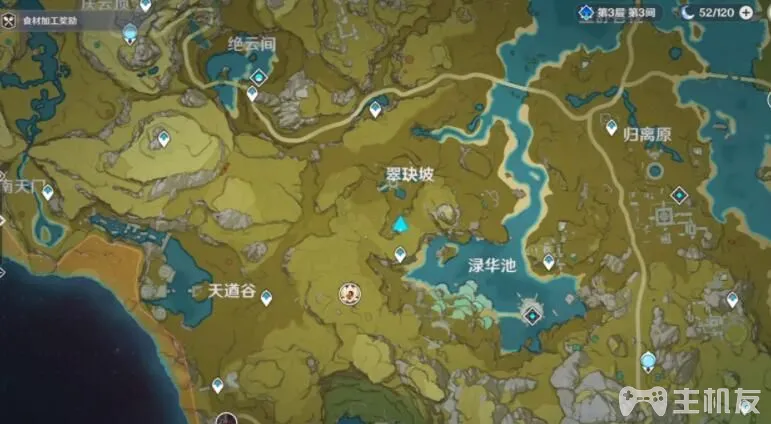 庆云顶
食材加工奖励
绝云间
第3层 第3间
52/120
归离原
翠玦坡
南天门
渌华池
天道谷
主机友